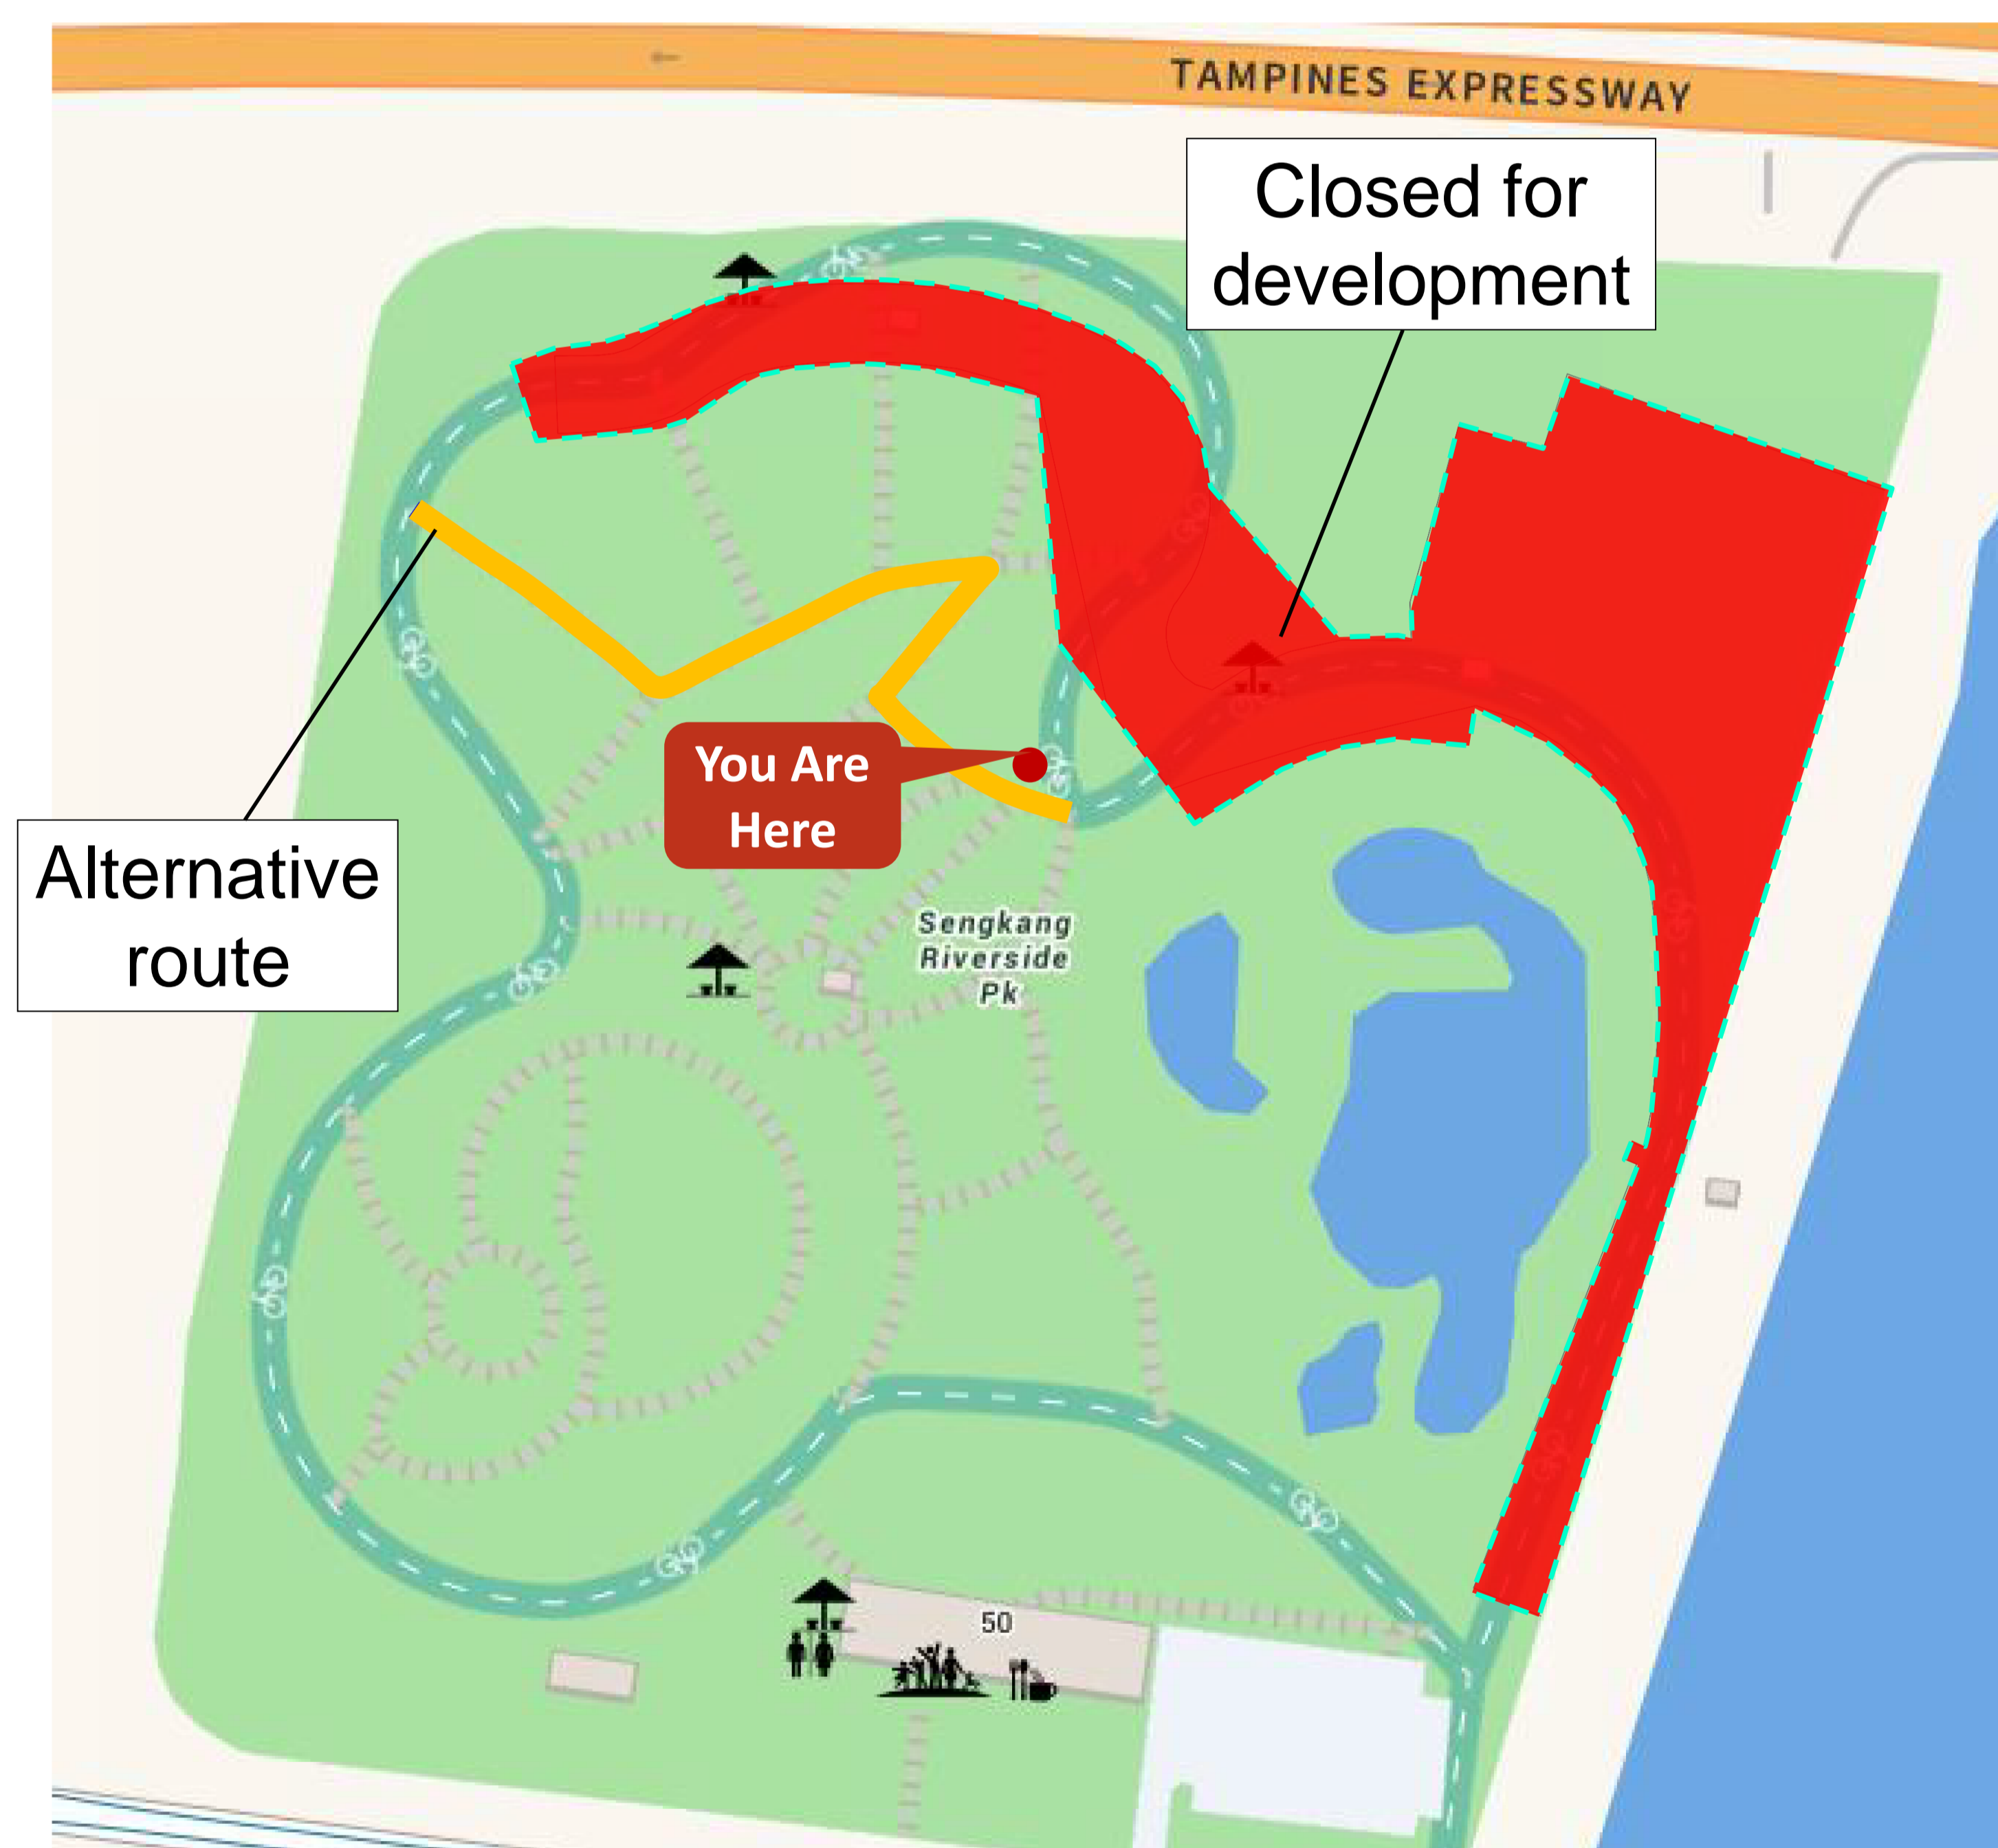 TAMPINES EXPRESSWAY
Closed for
development
You Are
Here
Alternative
route
Sengkang
Riverside
Pk
50